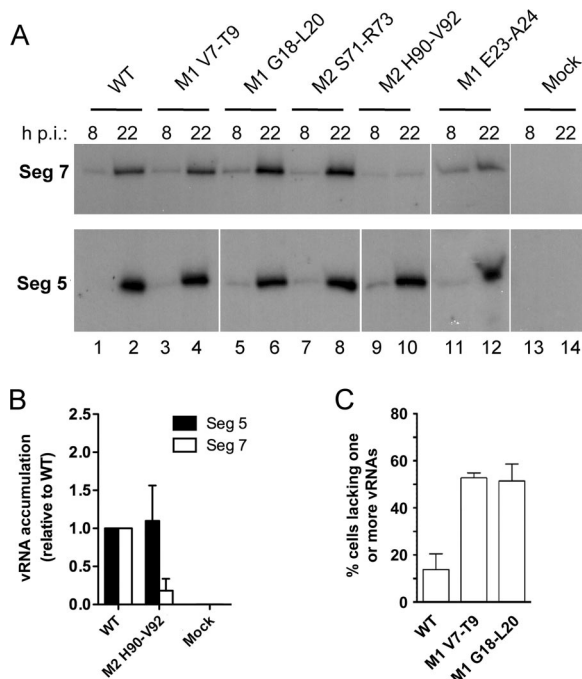 A
WT
M1 V7-T9
M1 G18-L20
M2 S71-R73
M2 H90-V92
M1 E23-A24
Mock
h p.i.: 8 22 8 22 8 22 8 22 8 22 8 22 8 22
Seg 7
Seg 5
1 2 3 4 5 6 7 8 9 10 11 12 13 14
B
vRNA accumulation
(relative to WT)
2.5
2.0
1.5
1.0
0.5
0.0
Seg 5
Seg 7
WT
M2 H90-V92
Mock
C
% cells lacking one
or more vRNAs
80
60
40
20
0
WT
M1 V7-T9
M1 G18-L20